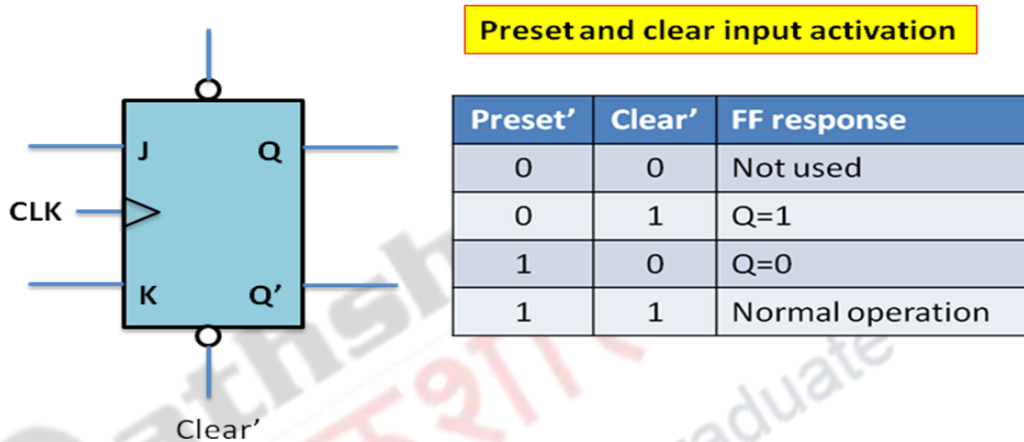 Preset and clear input activation
J Q
CLK
K Q’
Clear’
Preset’ Clear’ FF response
0 0 Not used
0 1 Q=1
1 0 Q=0
1 1 Normal operation